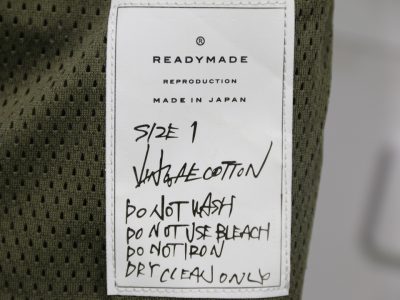 ®
READYMADE
REPRODUCTION
MADE IN JAPAN
SIZE 1
VINTAGE COTTON
DO NOT WASH
DO NOT USE BLEACH
DO NOT IRON
DRY CLEAN ONLY